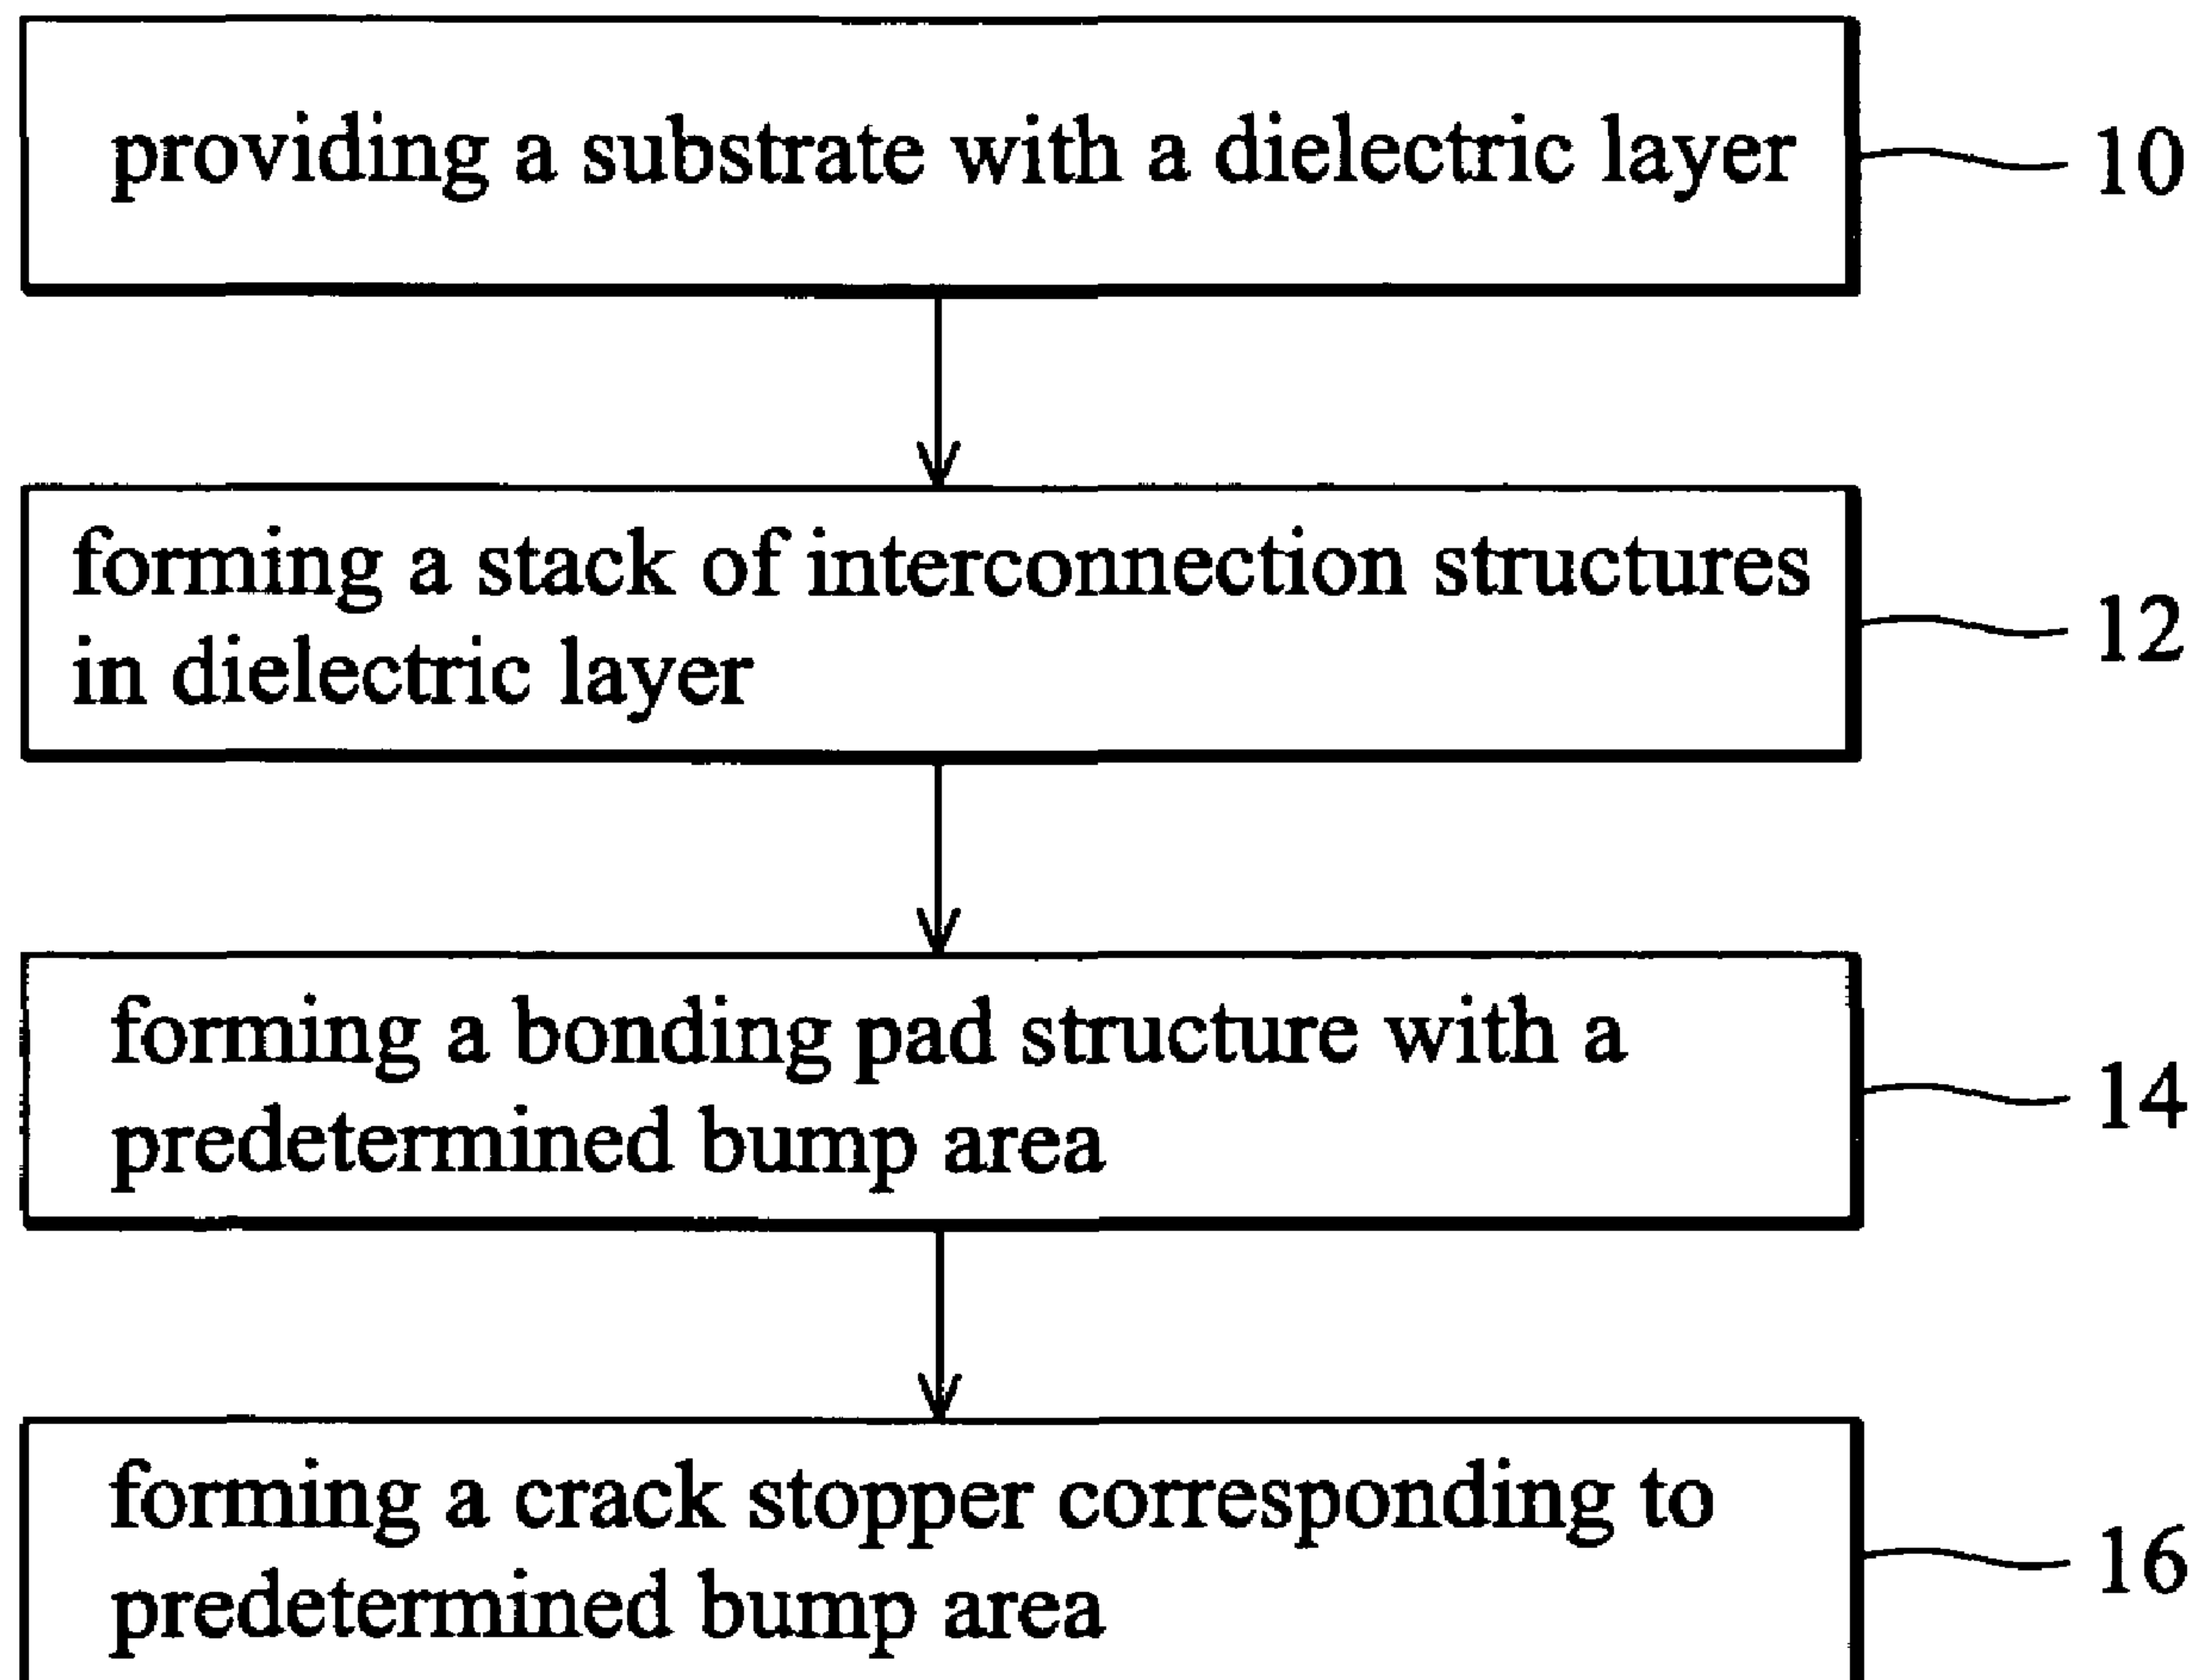 providing a substrate with a dielectric layer
10
forming a stack of interconnection structures
in dielectric layer
12
forming a bonding pad structure with a
predetermined bump area
14
forming a crack stopper corresponding to
predetermined bump area
16